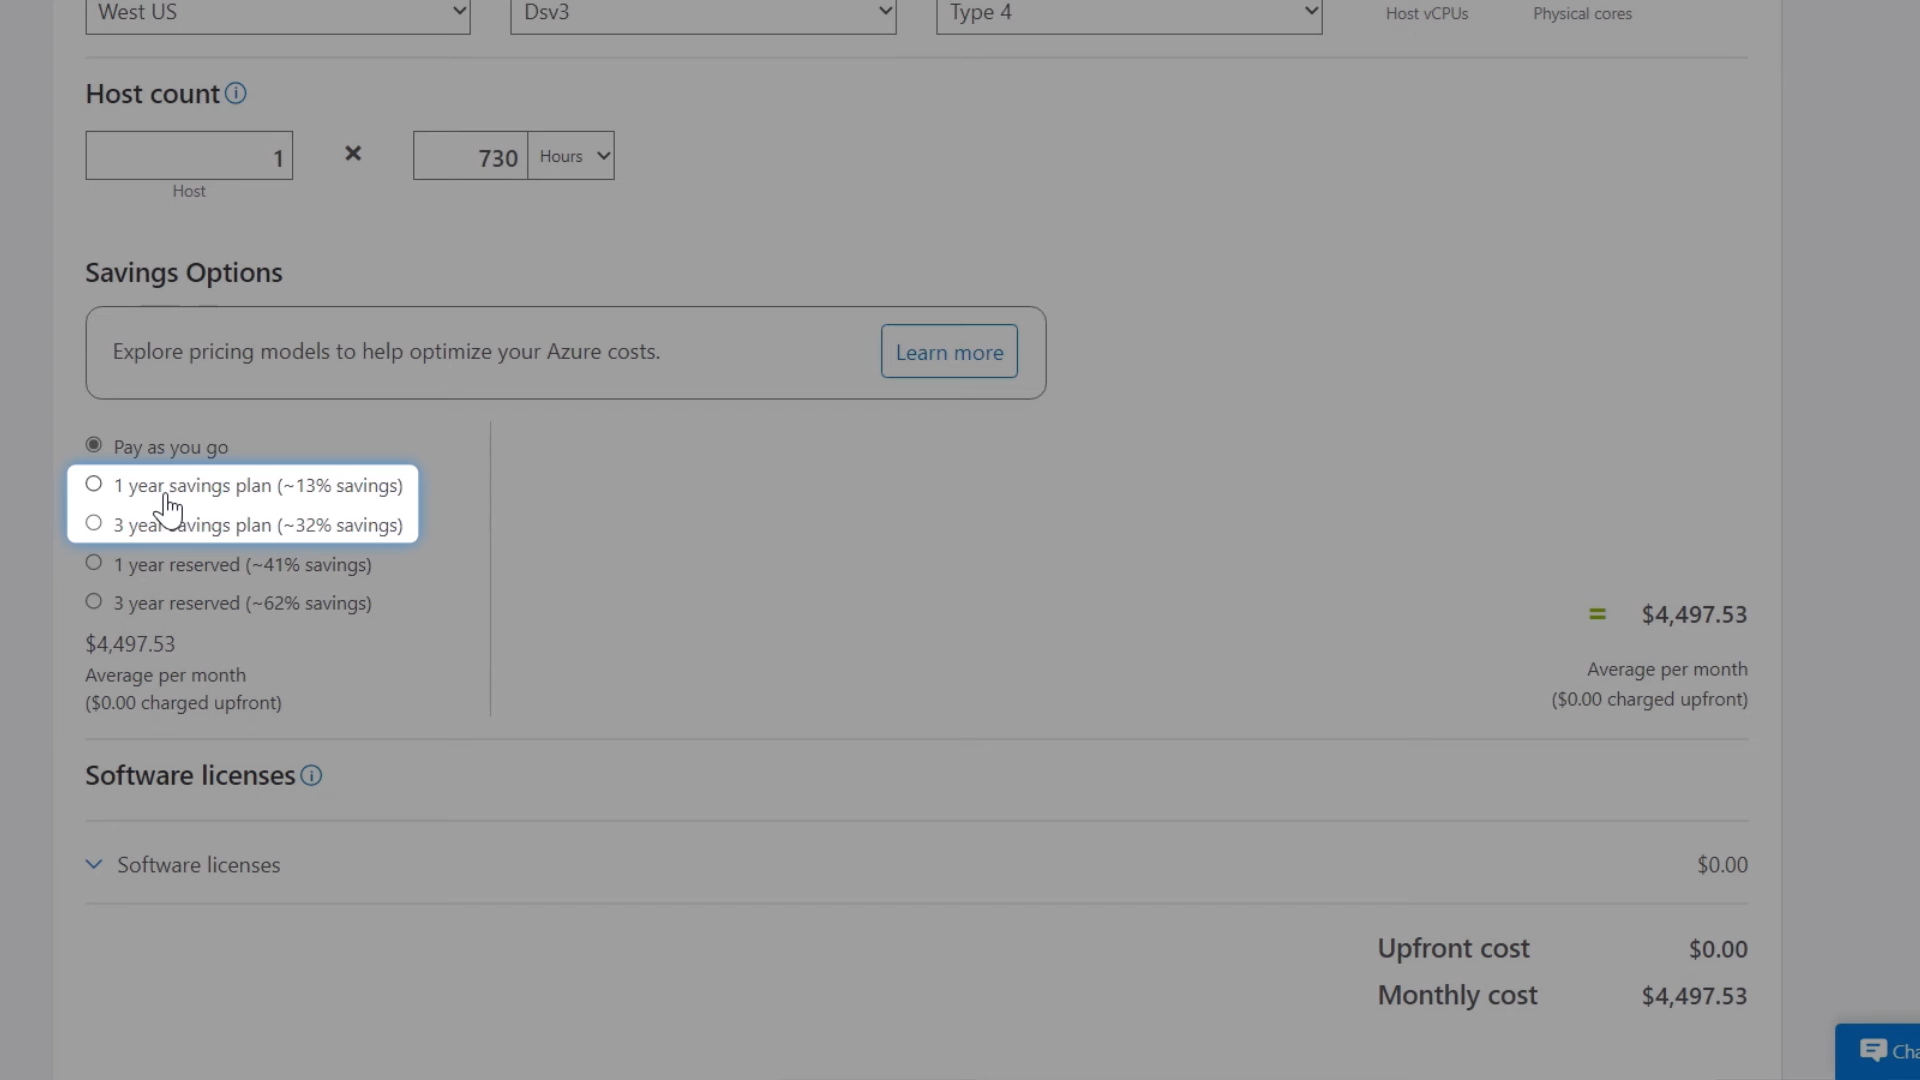 West US
Dsv3
Type 4
Host vCPUs
Physical cores
Host count
1
730
Hours
Host
Savings Options
Explore pricing models to help optimize your Azure costs.
Learn more
Pay as you go
1 year savings plan (~13% savings)
3 year savings plan (~32% savings)
1 year reserved (~41% savings)
3 year reserved (~62% savings)
$4,497.53
Average per month
($0.00 charged upfront)
= $4,497.53
Average per month
($0.00 charged upfront)
Software licenses
Software licenses
$0.00
Upfront cost $0.00
Monthly cost $4,497.53
Cha